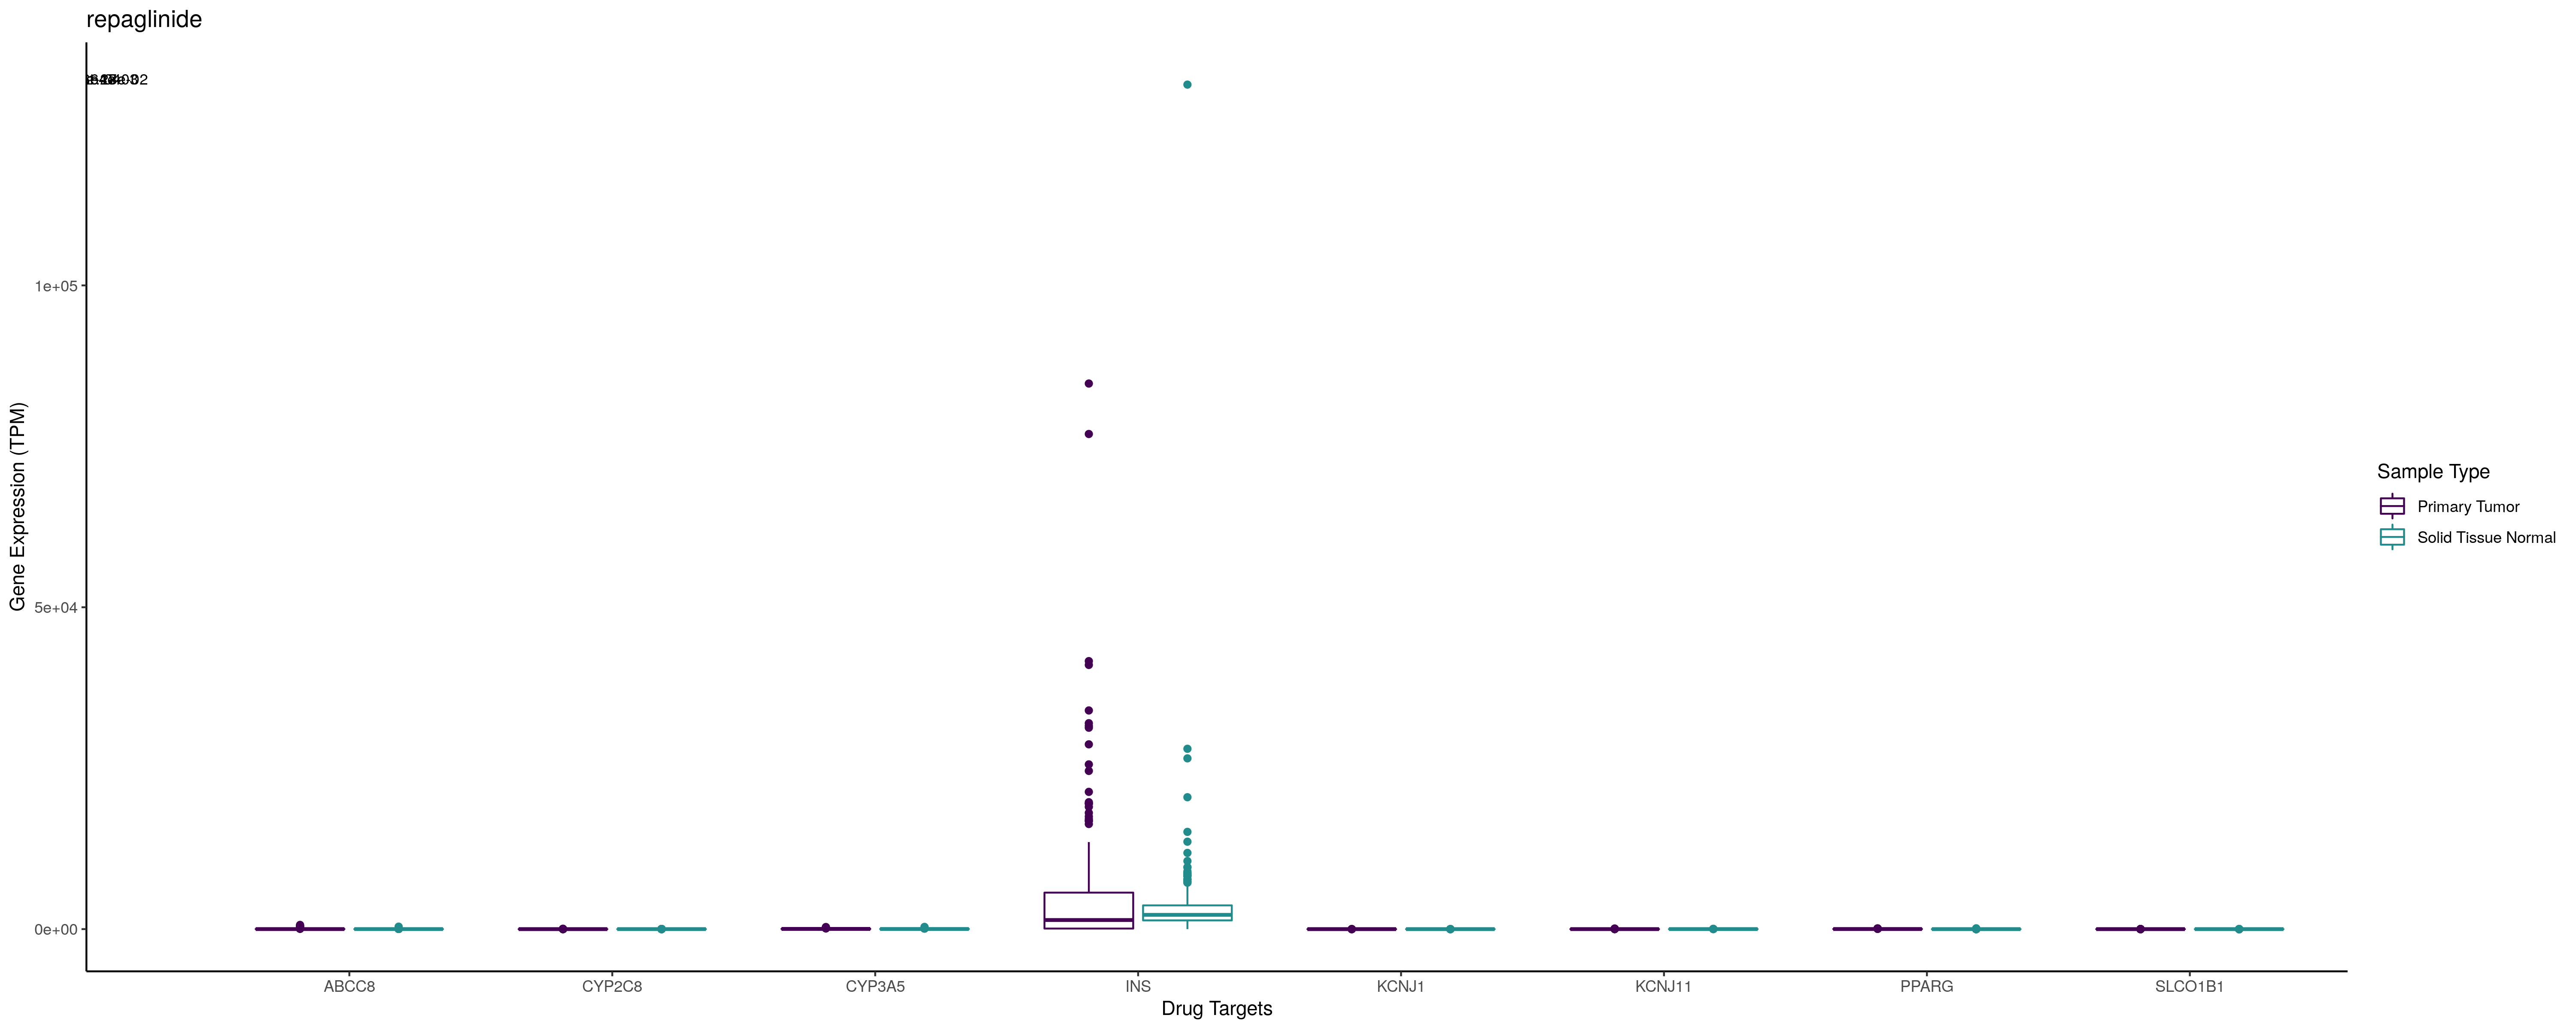 repaglinide
1e+05
5e+04
0e+00
Gene Expression (TPM)
ABCC8 CYP2C8 CYP3A5 INS KCNJ1 KCNJ11 PPARG SLCO1B1
Drug Targets
Sample Type
Primary Tumor
Solid Tissue Normal